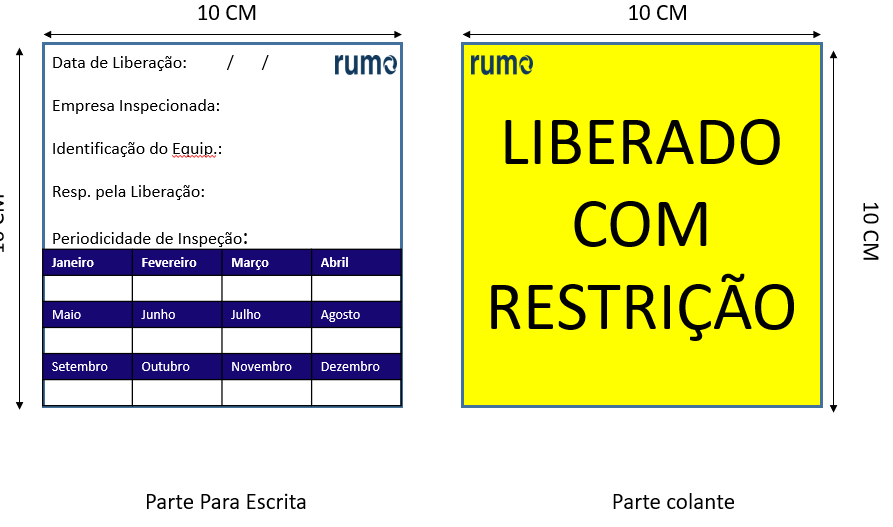 10 CM
Data de Liberação: / /
rumo
Empresa Inspecionada:
Identificação do Equip.:
Resp. pela Liberação:
Periodicidade de Inspeção:
Janeiro Fevereiro Março Abril
Maio Junho Julho Agosto
Setembro Outubro Novembro Dezembro
10 CM
Parte Para Escrita
10 CM
rumo
LIBERADO
COM
RESTRIÇÃO
10 CM
Parte colante